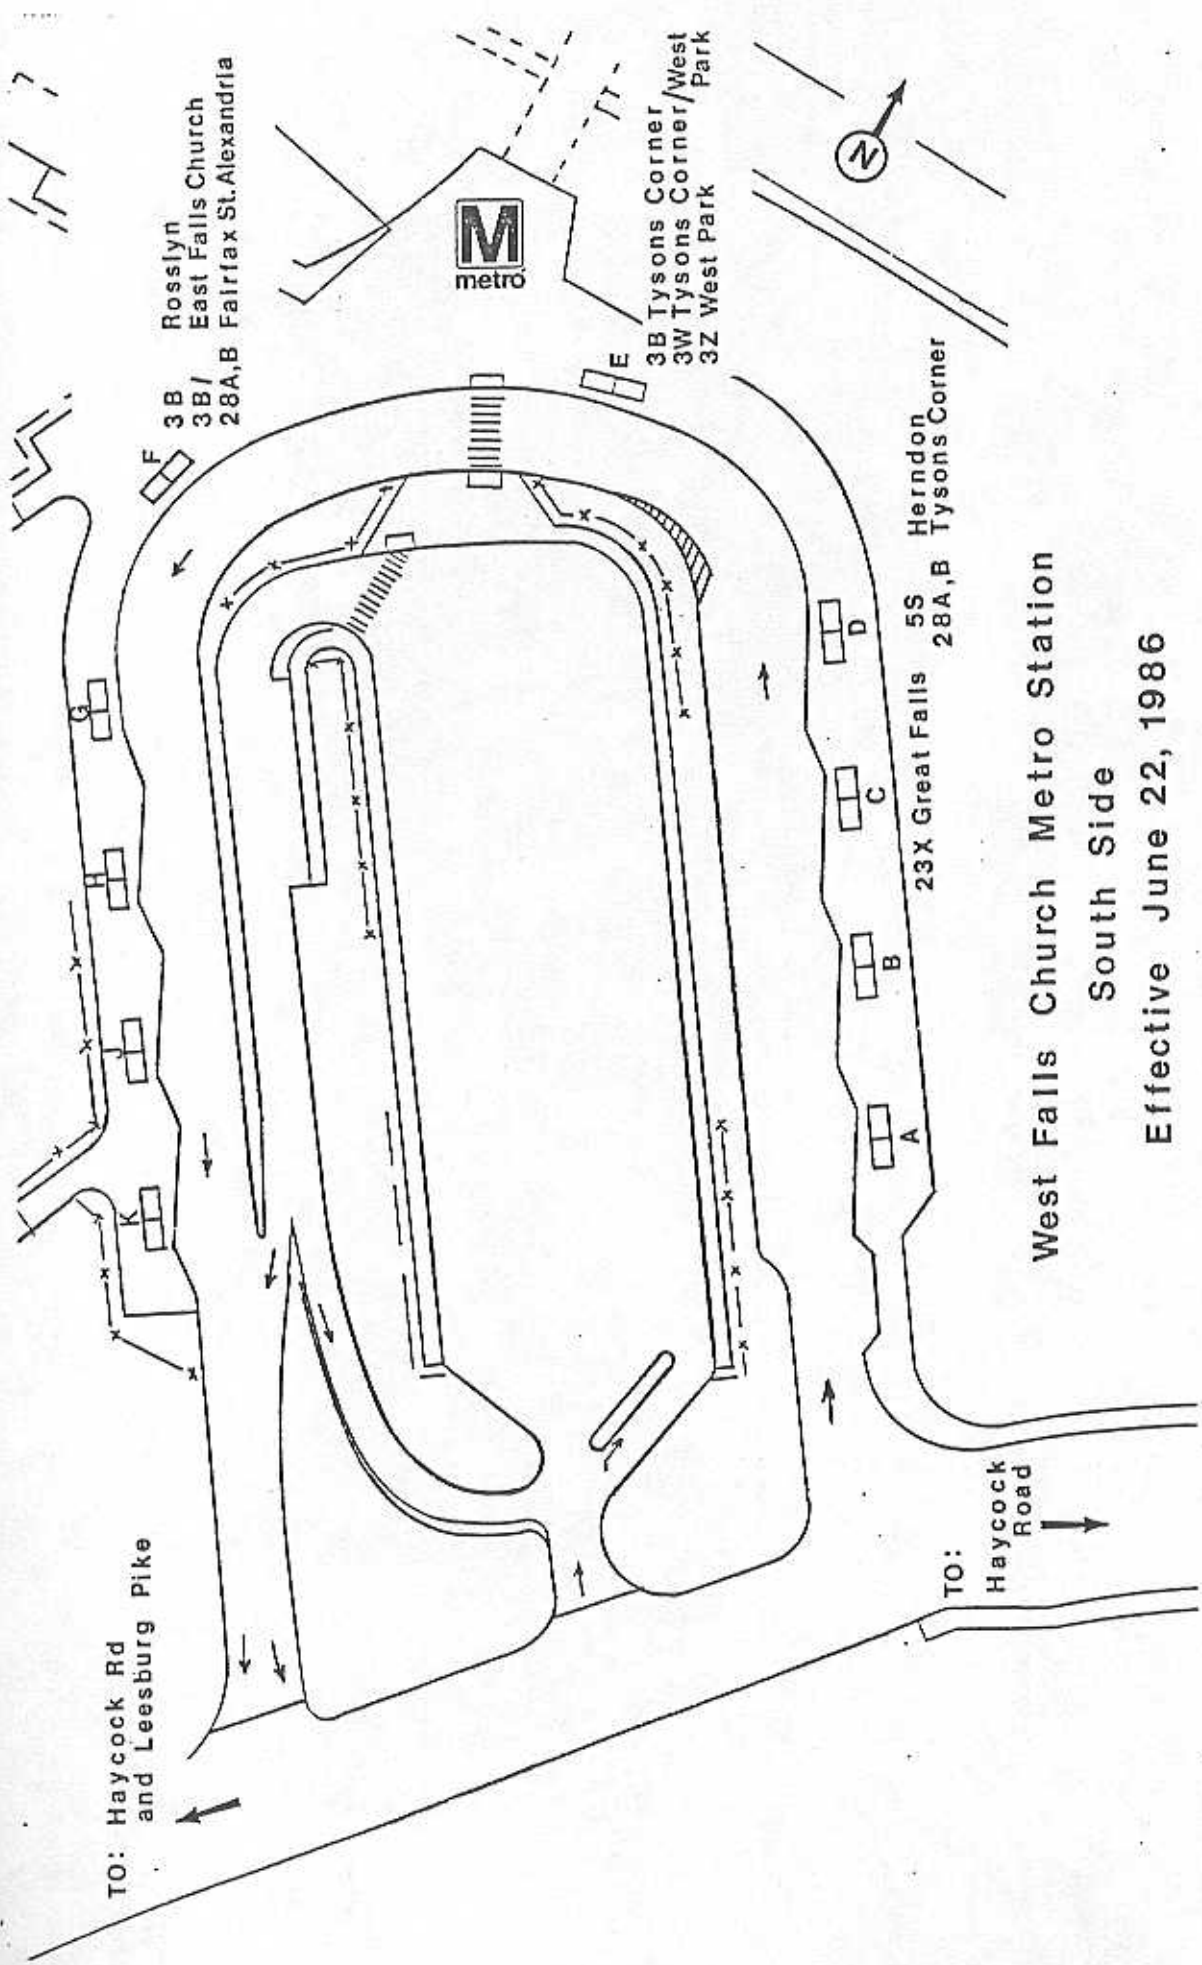 TO: Haycock Rd
and Leesburg Pike
K
J
H
G
F
3B Rosslyn
3B/ East Falls Church
28A,B Fairfax St. Alexandria
M
metro
E
3B Tysons Corner
3W Tysons Corner/West Park
3Z West Park
N
TO:
Haycock
Road
A
B
C
D
23X Great Falls
5S Herndon
28A,B Tysons Corner
West Falls Church Metro Station
South Side
Effective June 22, 1986